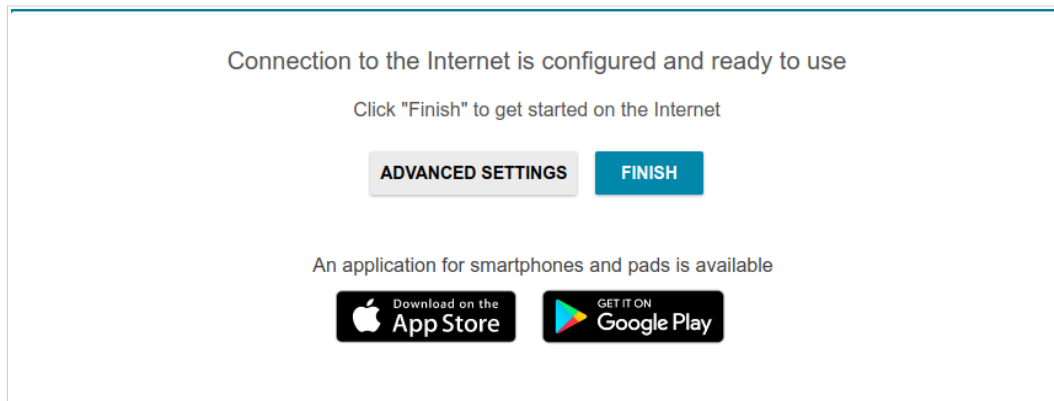 Connection to the Internet is configured and ready to use
Click "Finish" to get started on the Internet
ADVANCED SETTINGS
FINISH
An application for smartphones and pads is available
Download on the
App Store
GET IT ON
Google Play